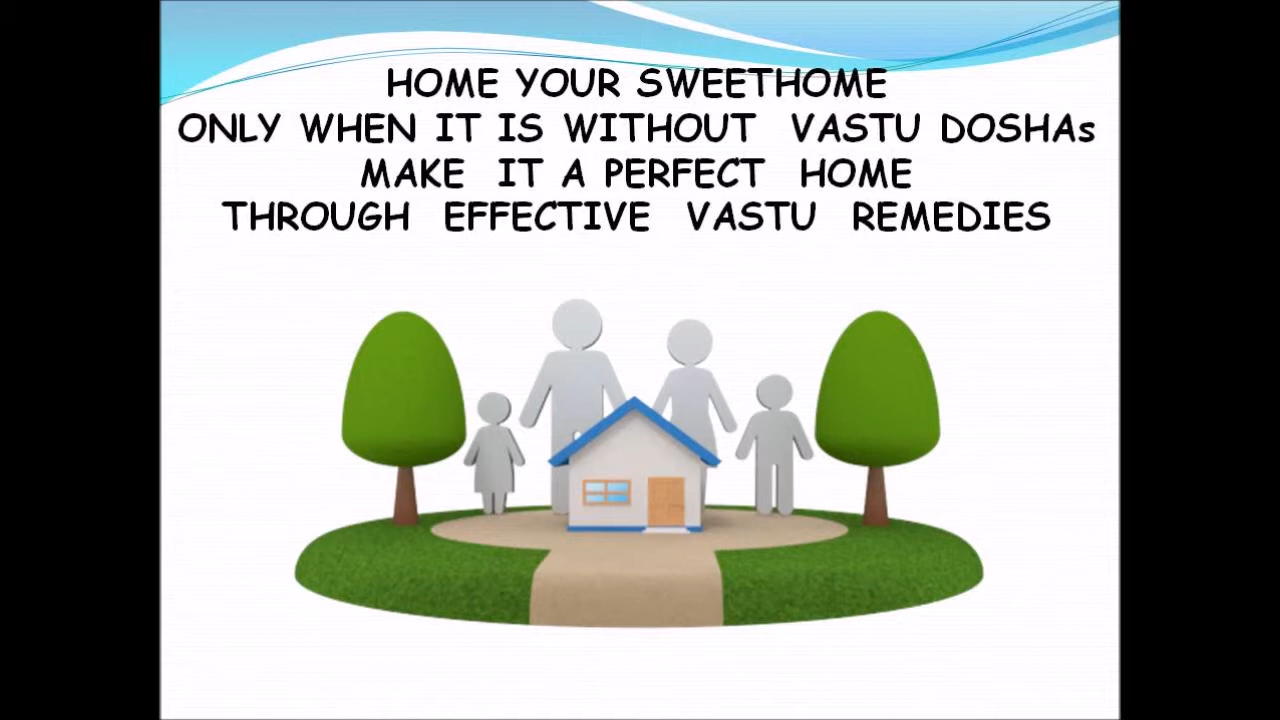 HOME YOUR SWEETHOME
ONLY WHEN IT IS WITHOUT VASTU DOSHAs
MAKE IT A PERFECT HOME
THROUGH EFFECTIVE VASTU REMEDIES